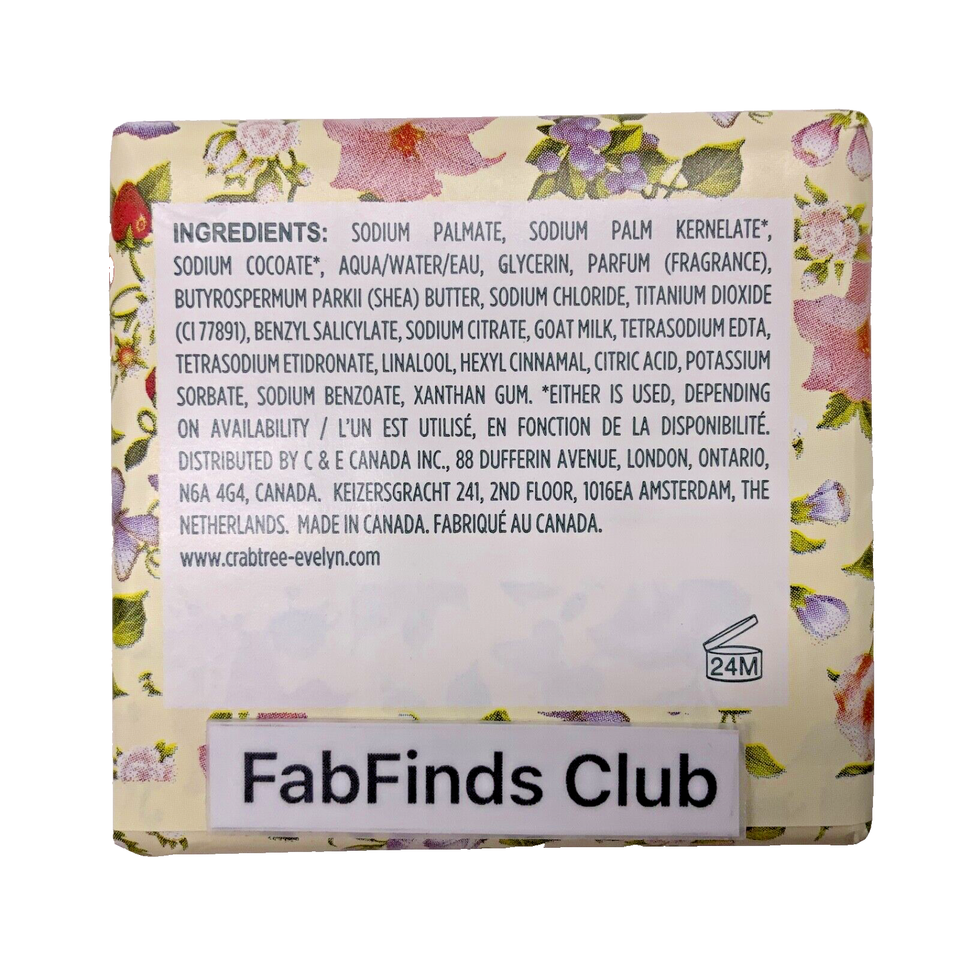 INGREDIENTS: SODIUM PALMATE, SODIUM PALM KERNELATE*,
SODIUM COCOATE*, AQUA/WATER/EAU, GLYCERIN, PARFUM (FRAGRANCE),
BUTYROSPERMUM PARKII (SHEA) BUTTER, SODIUM CHLORIDE, TITANIUM DIOXIDE
(CI 77891), BENZYL SALICYLATE, SODIUM CITRATE, GOAT MILK, TETRASODIUM EDTA,
TETRASODIUM ETIDRONATE, LINALOOL, HEXYL CINNAMAL, CITRIC ACID, POTASSIUM
SORBATE, SODIUM BENZOATE, XANTHAN GUM. *EITHER IS USED, DEPENDING
ON AVAILABILITY / L'UN EST UTILISÉ, EN FONCTION DE LA DISPONIBILITÉ.
DISTRIBUTED BY C & E CANADA INC., 88 DUFFERIN AVENUE, LONDON, ONTARIO,
N6A 4G4, CANADA. KEIZERSGRACHT 241, 2ND FLOOR, 1016EA AMSTERDAM, THE
NETHERLANDS. MADE IN CANADA. FABRIQUÉ AU CANADA.
www.crabtree-evelyn.com
24M
FabFinds Club